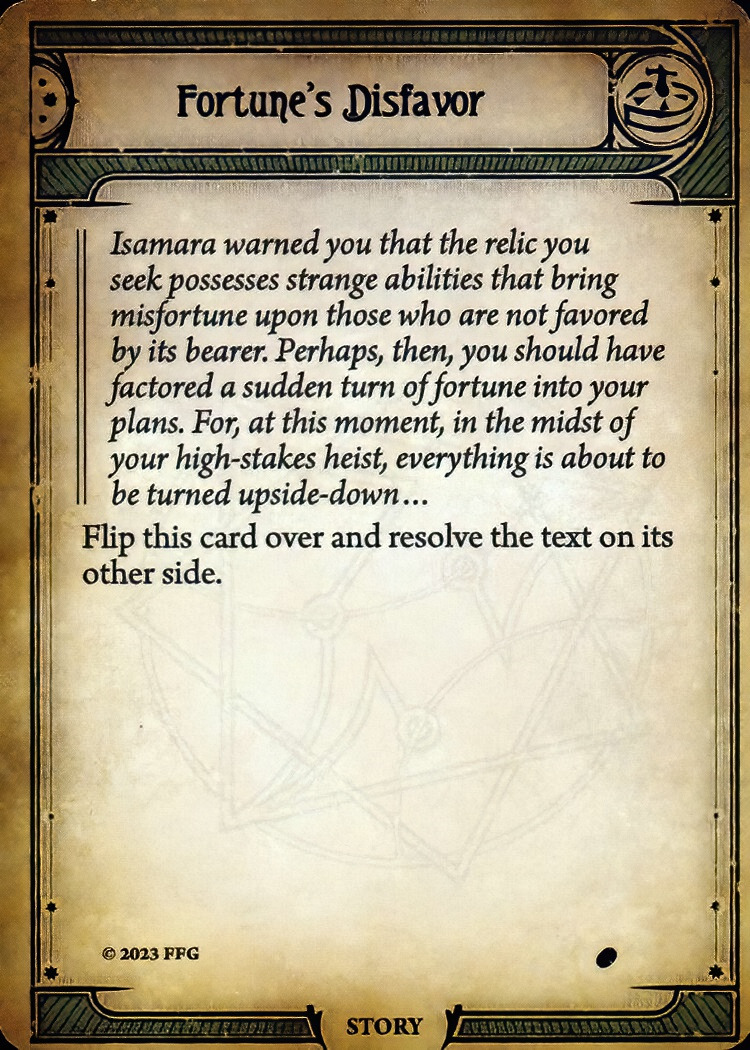 Fortune's Disfavor
Isamara warned you that the relic you
seek possesses strange abilities that bring
misfortune upon those who are not favored
by its bearer. Perhaps, then, you should have
factored a sudden turn of fortune into your
plans. For, at this moment, in the midst of
your high-stakes heist, everything is about to
be turned upside-down…
Flip this card over and resolve the text on its
other side.
© 2023 FFG
STORY